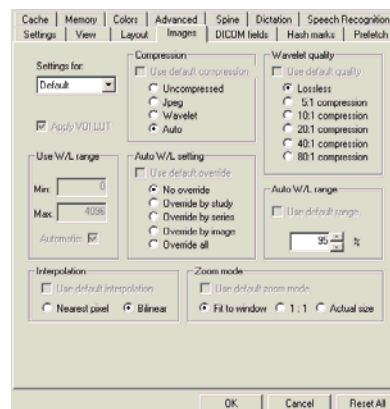 Cache Memory Colors Advanced Spine Dictation Speech Recognition
Settings View Layout Images DICOM fields Hash marks Prefetch
Settings for:
Default
Apply VOI LUT
Compression
Use default compression
Uncompressed
Jpeg
Wavelet
Auto
Wavelet quality
Use default quality
Lossless
5:1 compression
10:1 compression
20:1 compression
40:1 compression
80:1 compression
Use W/L range
Min: 0
Max: 4096
Automatic:
Auto W/L setting
Use default override
No override
Override by study
Override by series
Override by image
Override all
Auto W/L range
Use default range
95 %
Interpolation
Use default interpolation
Nearest pixel Bilinear
Zoom mode
Use default zoom mode
Fit to window 1 : 1 Actual size
OK Cancel Reset All